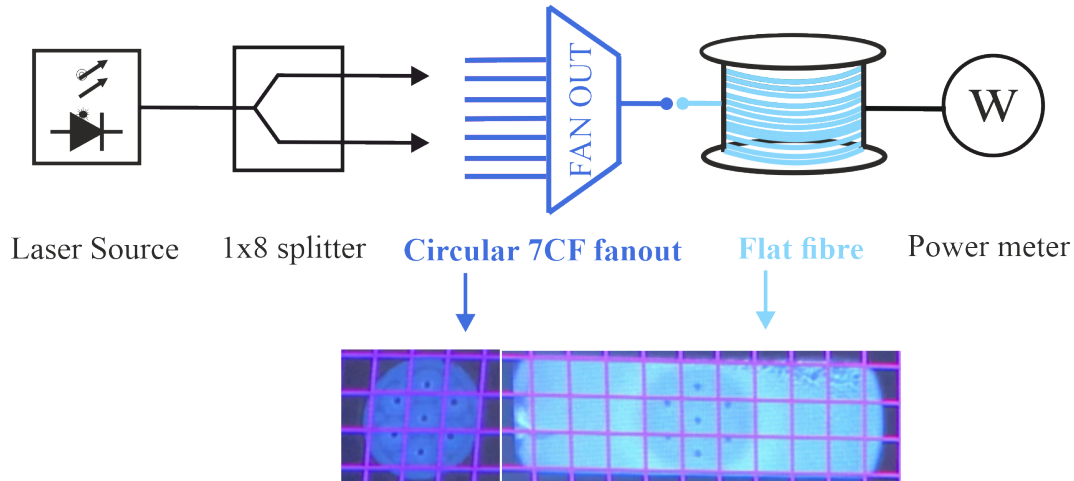 FAN OUT
W
Laser Source
1x8 splitter
Circular 7CF fanout
Flat fibre
Power meter